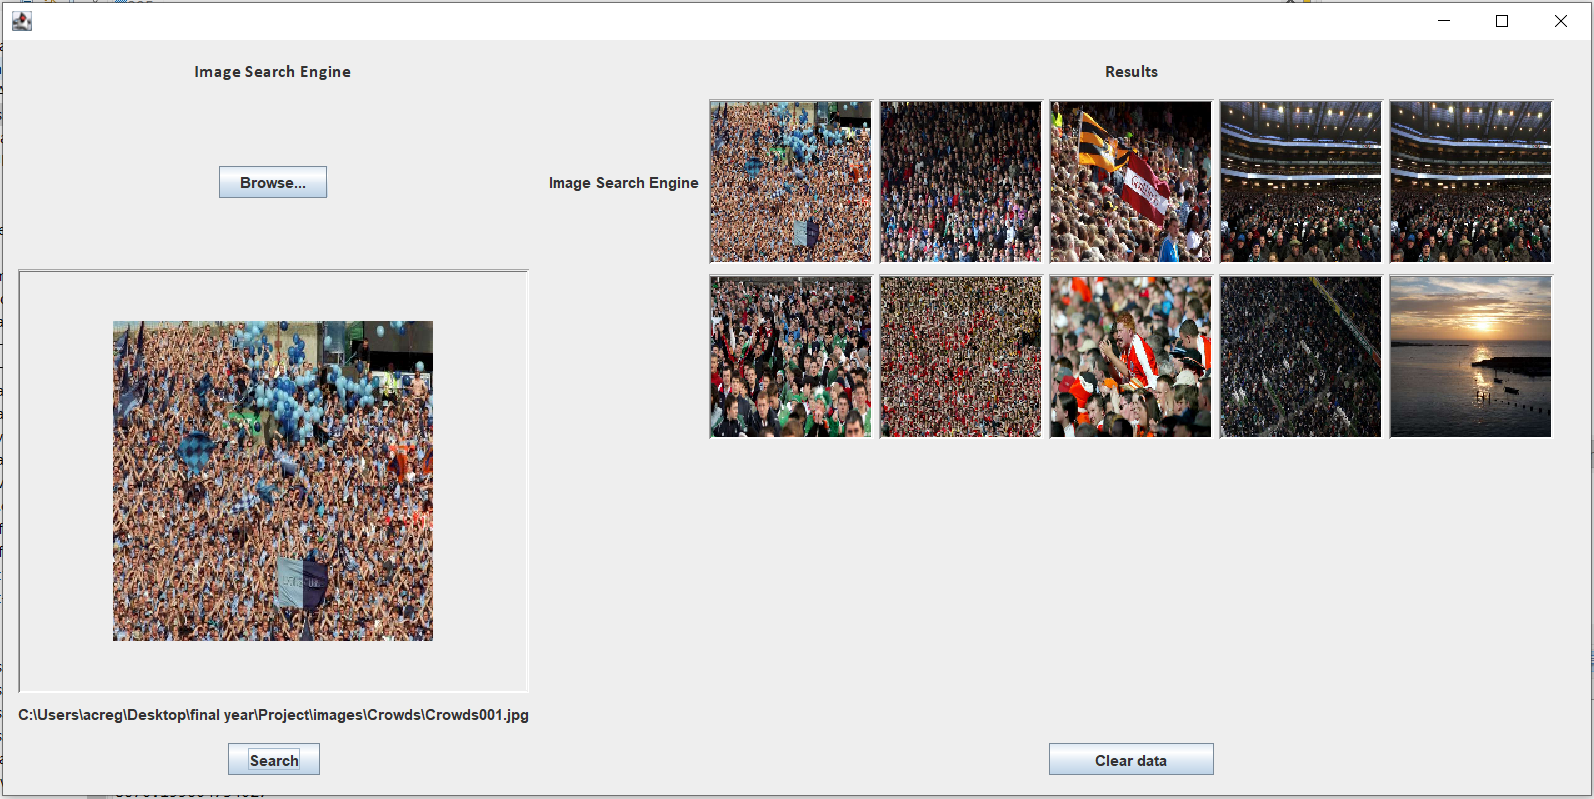 Image Search Engine
Results
Browse...
Image Search Engine
C:\Users\acreg\Desktop\final year\Project\images\Crowds\Crowds001.jpg
Search
Clear data